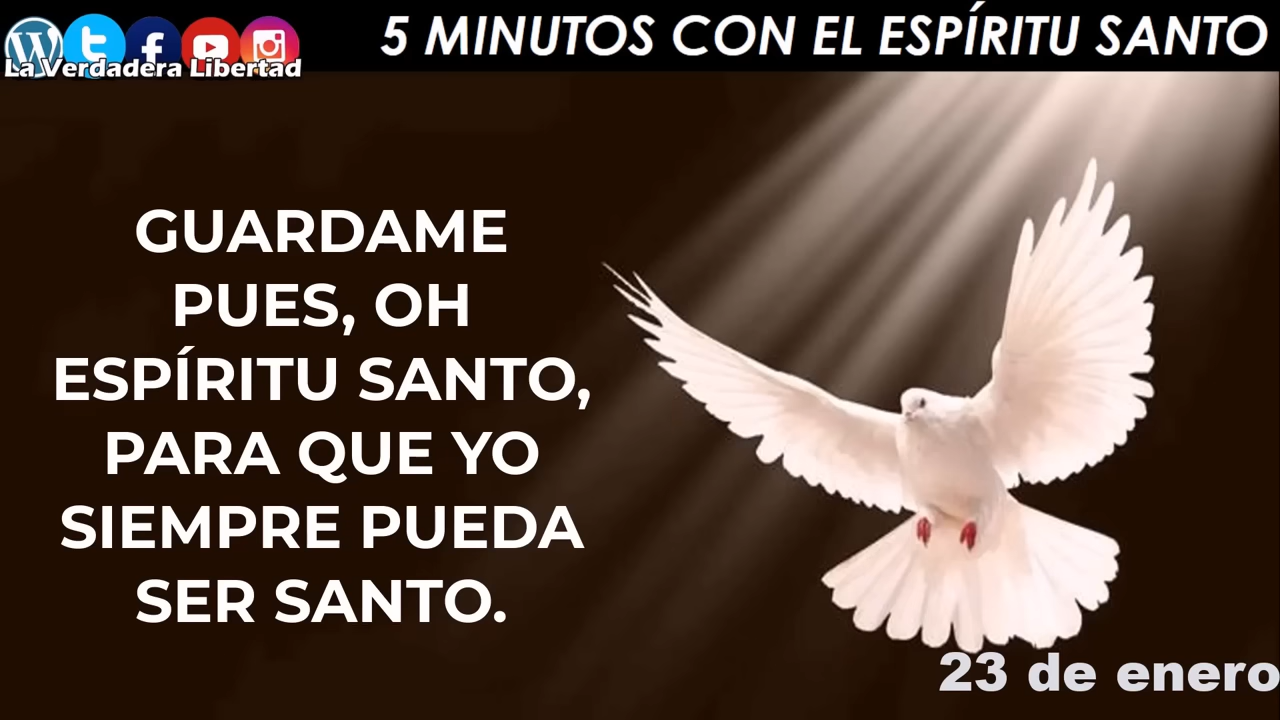 5 MINUTOS CON EL ESPÍRITU SANTO
La Verdadera Libertad
GUARDAME
PUES, OH
ESPÍRITU SANTO,
PARA QUE YO
SIEMPRE PUEDA
SER SANTO.
23 de enero